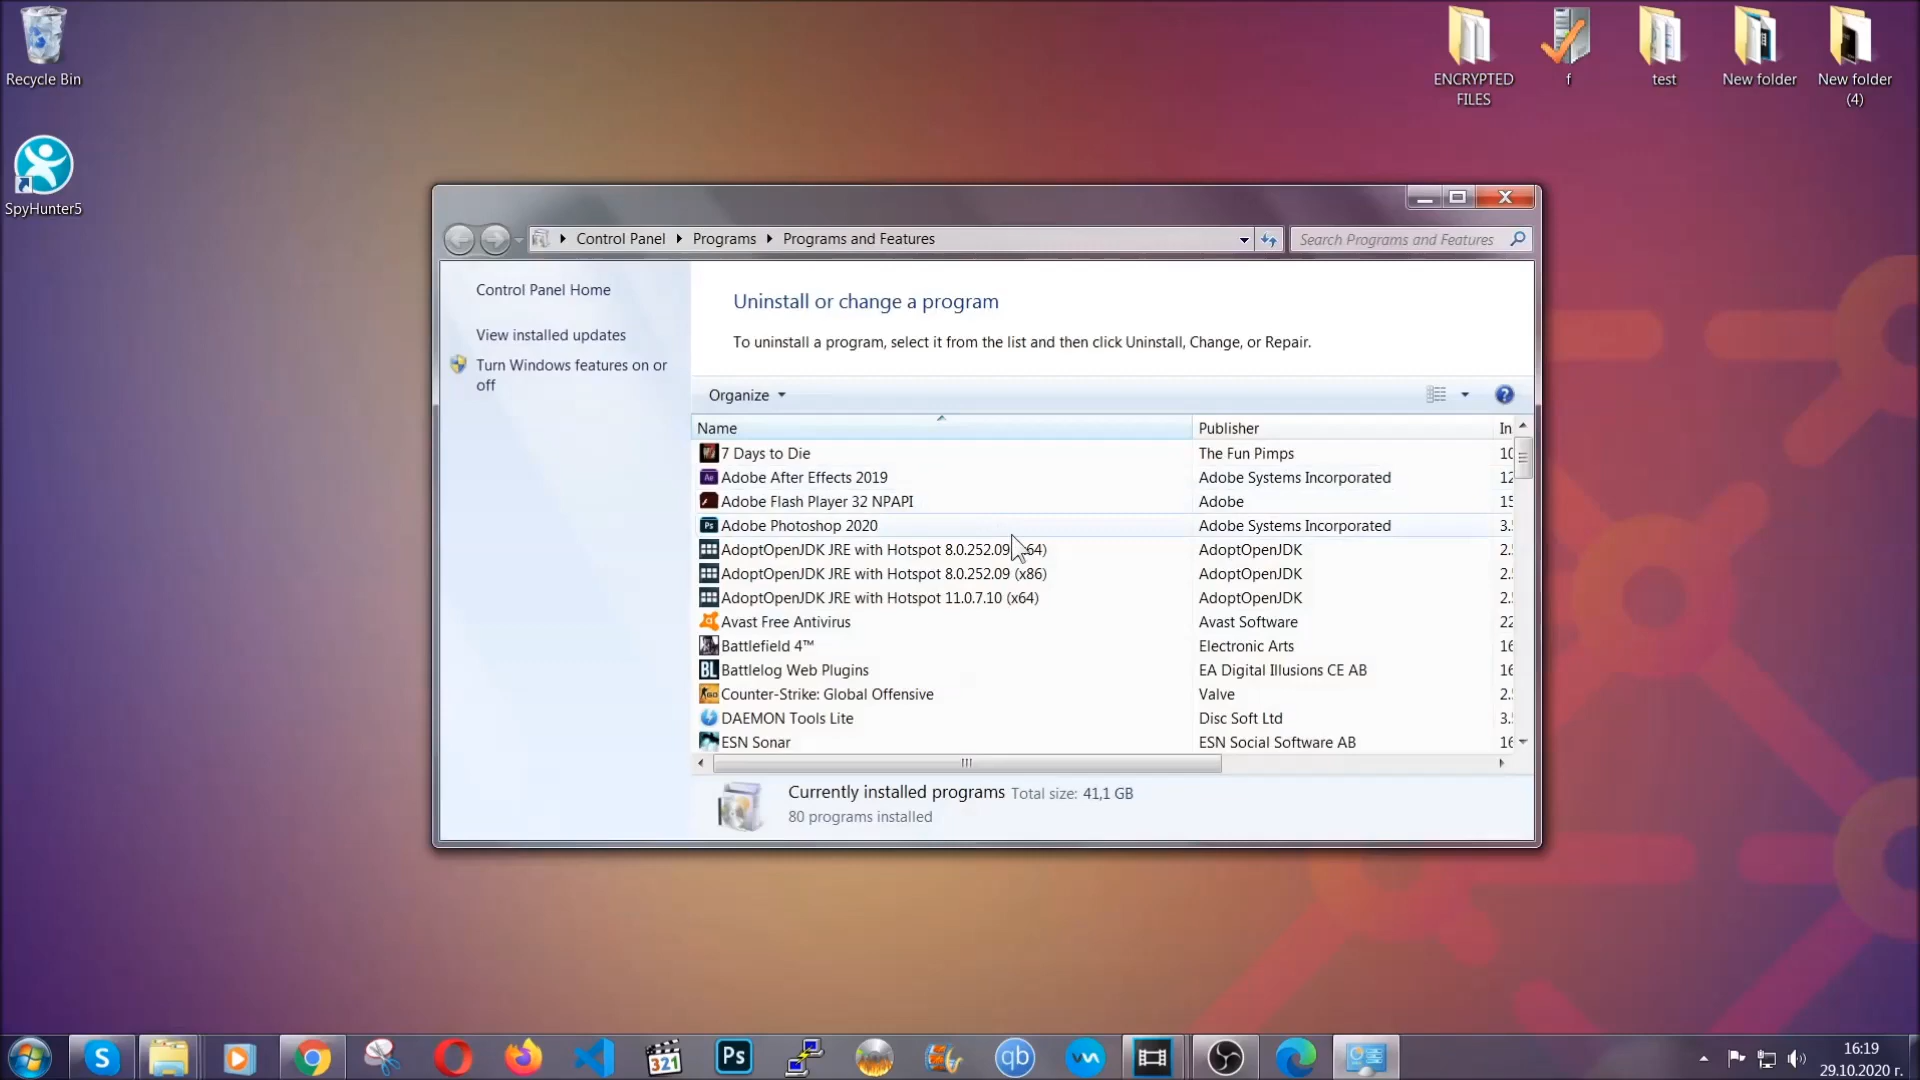 Recycle Bin
SpyHunter5
ENCRYPTED
FILES
f
test
New folder
New folder
(4)
Control Panel
Programs
Programs and Features
Search Programs and Features
Control Panel Home
View installed updates
Turn Windows features on or
off
Uninstall or change a program
To uninstall a program, select it from the list and then click Uninstall, Change, or Repair.
Organize
Name Publisher In
7 Days to Die The Fun Pimps 10
Adobe After Effects 2019 Adobe Systems Incorporated 12
Adobe Flash Player 32 NPAPI Adobe 15
Adobe Photoshop 2020 Adobe Systems Incorporated 3.
AdoptOpenJDK JRE with Hotspot 8.0.252.09 64) AdoptOpenJDK 2.
AdoptOpenJDK JRE with Hotspot 8.0.252.09 (x86) AdoptOpenJDK 2.
AdoptOpenJDK JRE with Hotspot 11.0.7.10 (x64) AdoptOpenJDK 2.
Avast Free Antivirus Avast Software 22
Battlefield 4™ Electronic Arts 16
BL Battlelog Web Plugins EA Digital Illusions CE AB 16
Counter-Strike: Global Offensive Valve 2.
DAEMON Tools Lite Disc Soft Ltd 3.
ESN Sonar ESN Social Software AB 16
Currently installed programs Total size: 41,1 GB
80 programs installed
S
321
Ps
qb
16:19
29.10.2020 г.